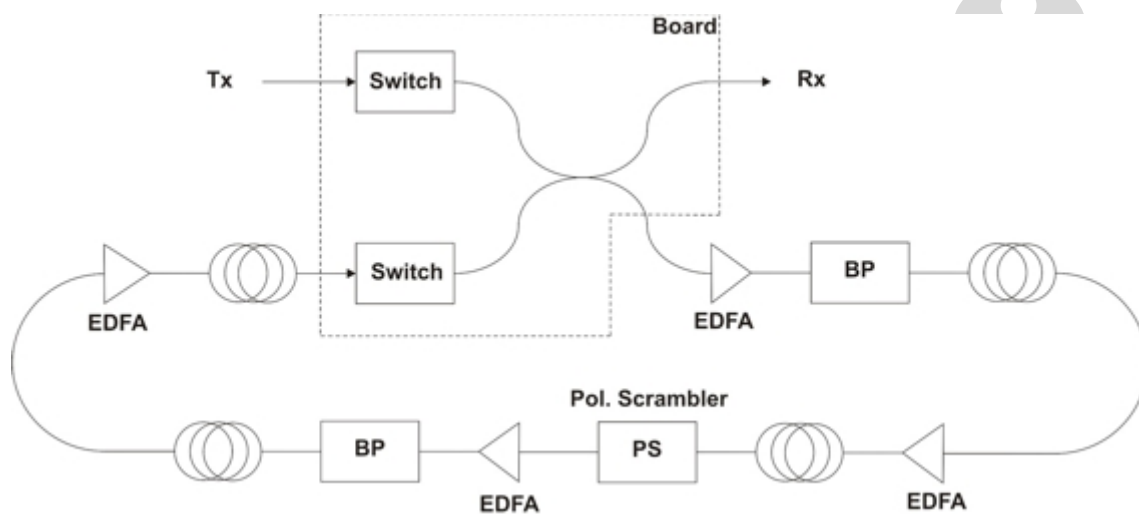 Board
Tx
Switch
Rx
Switch
BP
EDFA
EDFA
Pol. Scrambler
BP
PS
EDFA
EDFA